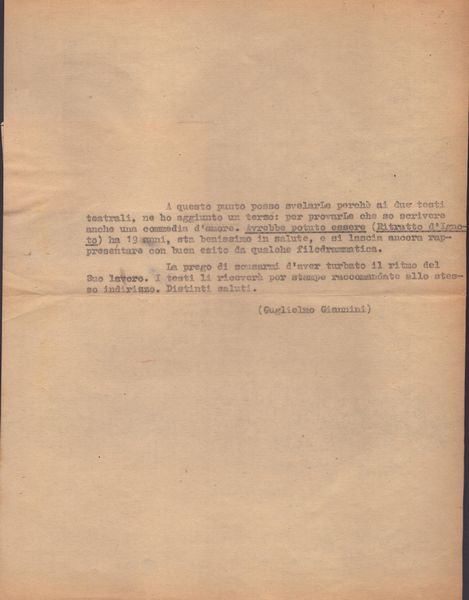 A questo punto posso svelarLe perchè ai due testi
teatrali, ne ho aggiunto un terzo: per provarLe che so scrivere
anche una commedia d'amore. Avrebbe potuto essere (Ritratto d'Igno-
to) ha 19 anni, sta benissimo in salute, e si lascia ancora rap-
presentare con buon esito da qualche filodrammatica.
La prego di scusarmi d'aver turbato il ritmo del
Suo lavoro. I testi li riceverà per stampe raccomandate allo stes-
so indirizzo. Distinti saluti.
(Guglielmo Giannini)